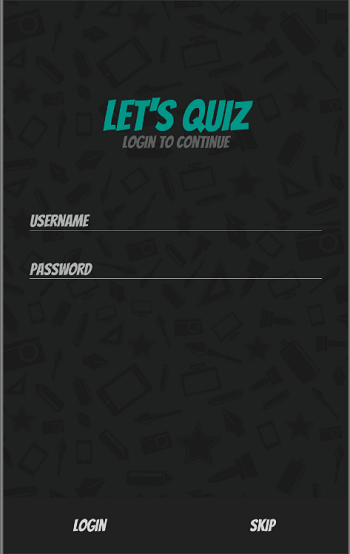 LET'S QUIZ
LOGIN TO CONTINUE
USERNAME
PASSWORD
LOGIN SKIP